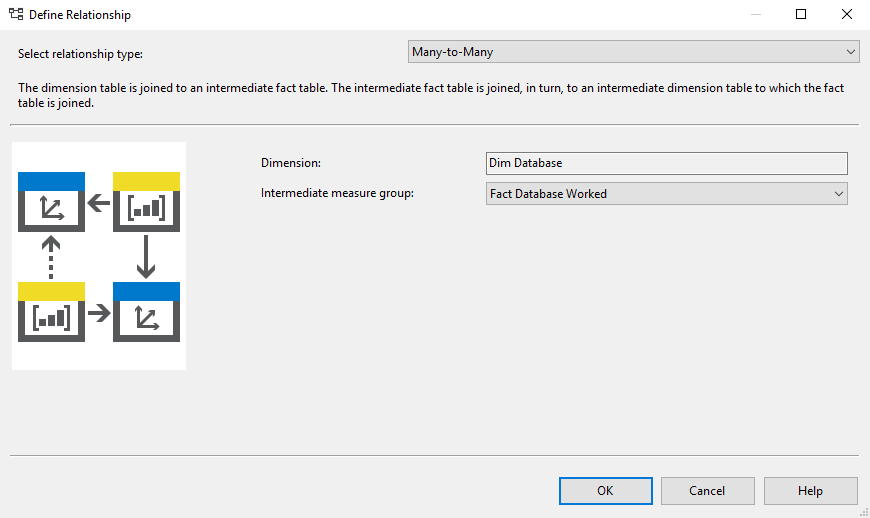 Define Relationship
Select relationship type:
Many-to-Many
The dimension table is joined to an intermediate fact table. The intermediate fact table is joined, in turn, to an intermediate dimension table to which the fact
table is joined.
Dimension:
Dim Database
Intermediate measure group:
Fact Database Worked
OK
Cancel
Help